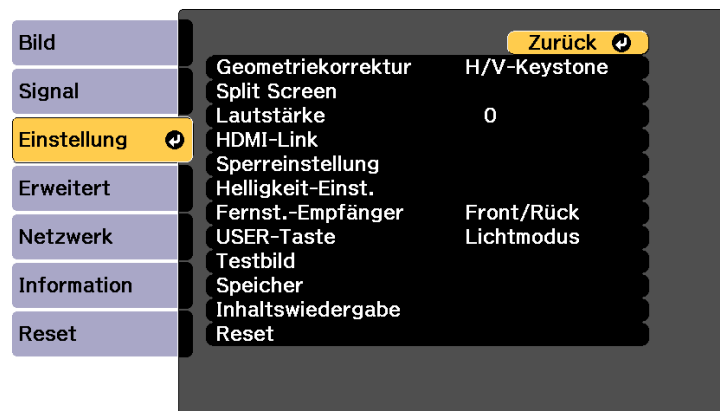 Bild
Signal
Einstellung
Erweitert
Netzwerk
Information
Reset
Zurück
Geometriekorrektur H/V-Keystone
Split Screen
Lautstärke 0
HDMI-Link
Sperreinstellung
Helligkeit-Einst.
Fernst.-Empfänger Front/Rück
USER-Taste Lichtmodus
Testbild
Speicher
Inhaltswiedergabe
Reset